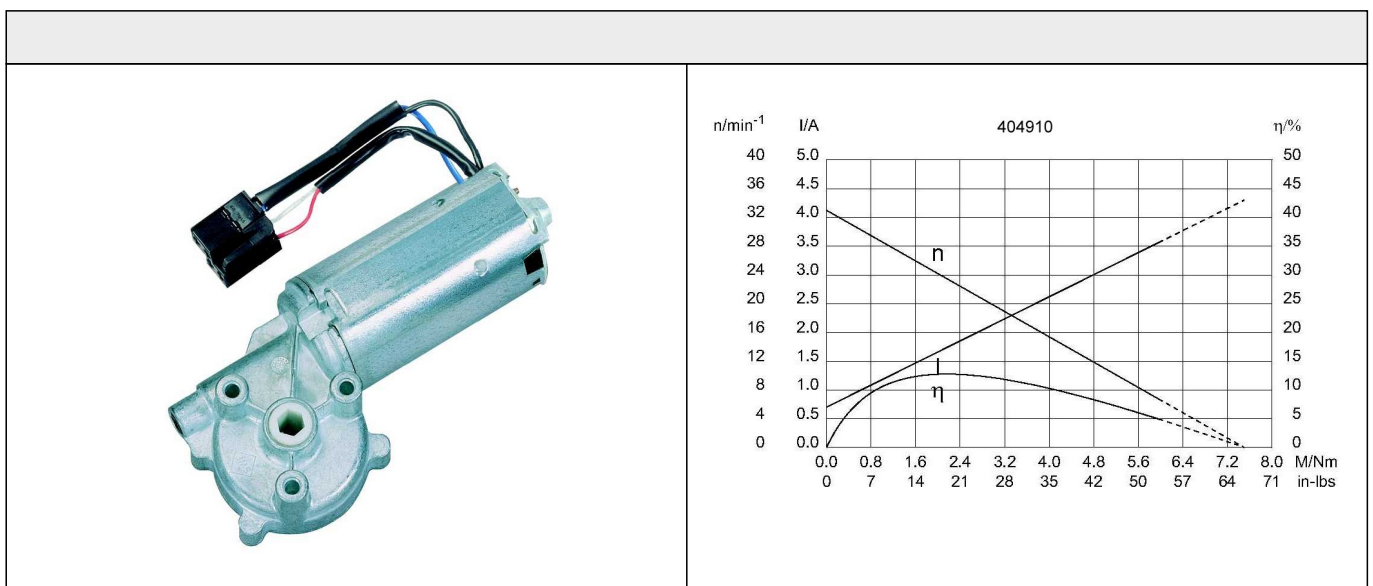 n/min-1 I/A 404910 η/%
40 5.0 50
36 4.5 45
32 4.0 40
28 3.5 35
24 3.0 30
20 2.5 25
16 2.0 20
12 1.5 15
8 1.0 10
4 0.5 5
0 0.0 0
n
I
η
0.0 0.8 1.6 2.4 3.2 4.0 4.8 5.6 6.4 7.2 8.0 M/Nm
0 7 14 21 28 35 42 50 57 64 71 in-lbs